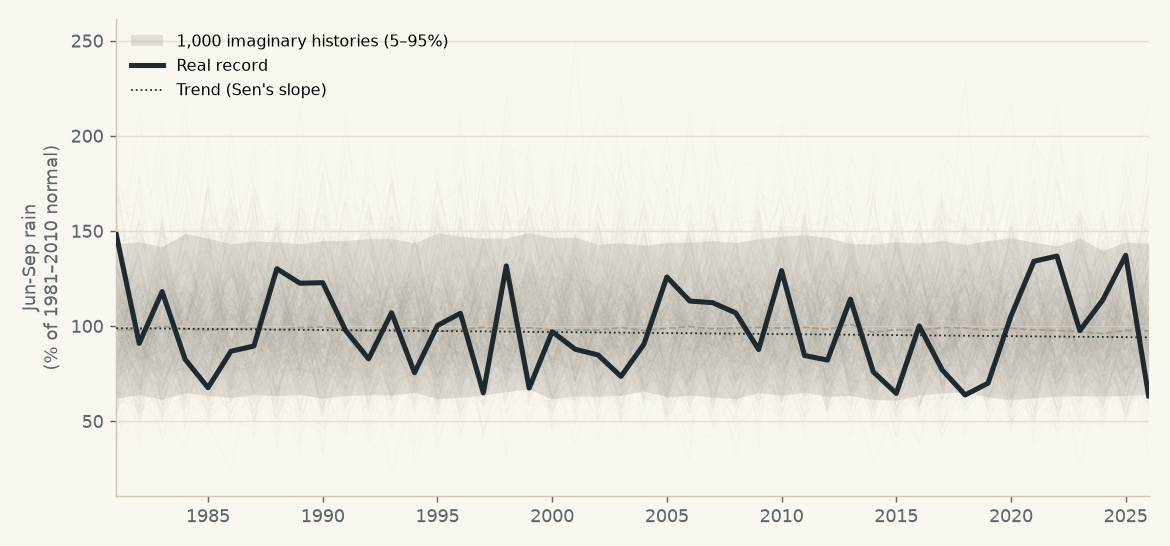 1,000 imaginary histories (5–95%)
Real record
Trend (Sen's slope)
Jun-Sep rain
(% of 1981–2010 normal)
250
200
150
100
50
1985
1990
1995
2000
2005
2010
2015
2020
2025